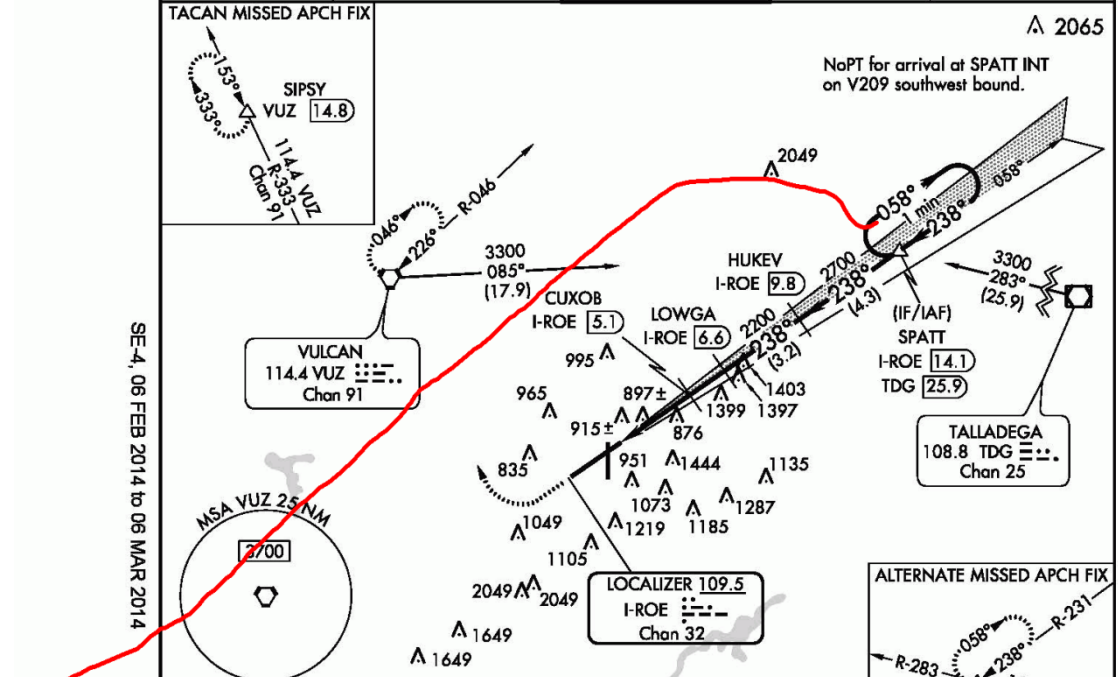 TACAN MISSED APCH FIX
153°
333°
SIPSY
VUZ 14.8
114.4 VUZ
R-333
Chan 91
2065
NoPT for arrival at SPATT INT
on V209 southwest bound.
2049
046°
226°
R-046
3300
085°
(17.9)
058°
1 min
238°
058°
HUKEV
I-ROE 9.8
2700
238°
(4.3)
3300
283°
(25.9)
CUXOB
I-ROE 5.1
LOWGA
I-ROE 6.6
2200
238°
(3.2)
(IF/IAF)
SPATT
I-ROE 14.1
TDG 25.9
VULCAN
114.4 VUZ
Chan 91
995
965
897±
1403
1399
1397
915±
876
835
951
1444
1135
1073
1287
1185
1219
1049
1105
2049
2049
1649
1649
TALLADEGA
108.8 TDG
Chan 25
MSA VUZ 25 NM
3700
LOCALIZER 109.5
I-ROE
Chan 32
ALTERNATE MISSED APCH FIX
058°
238°
R-231
R-283
SE-4, 06 FEB 2014 to 06 MAR 2014